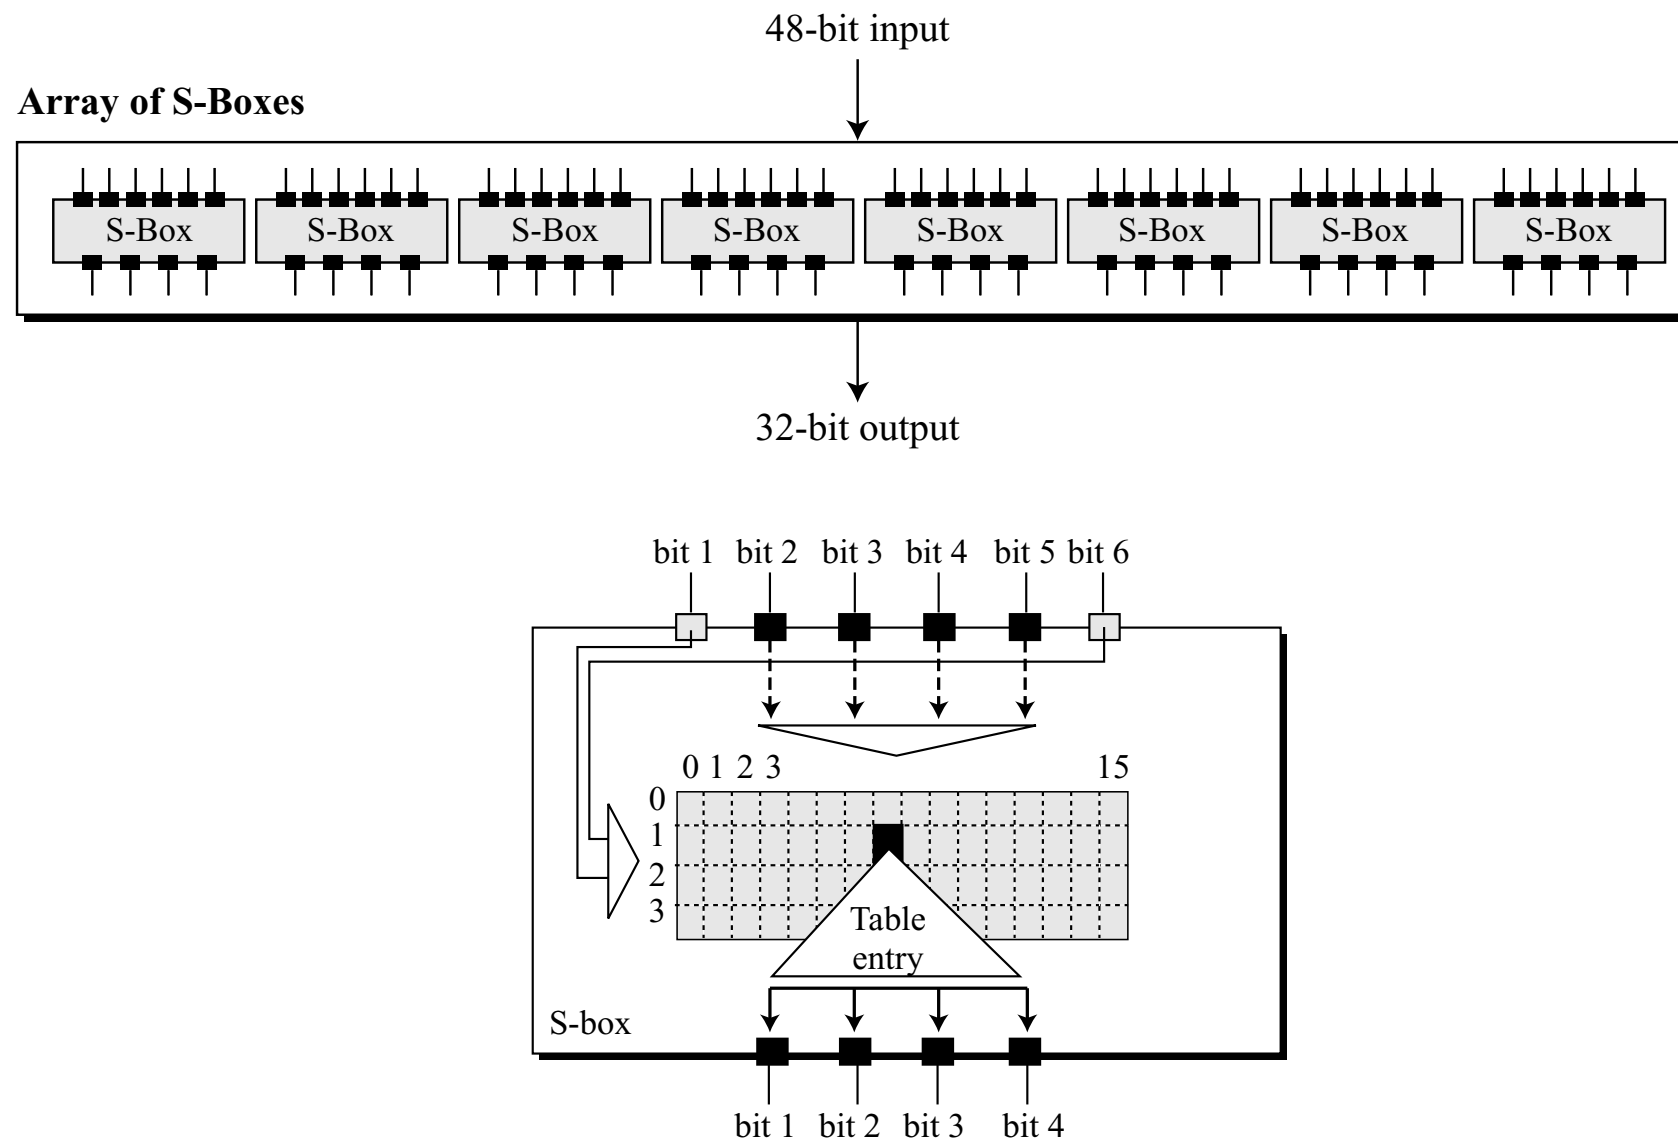 48-bit input
Array of S-Boxes
S-Box S-Box S-Box S-Box S-Box S-Box S-Box S-Box
32-bit output
bit 1 bit 2 bit 3 bit 4 bit 5 bit 6
0 1 2 3 15
0
1
2
3
Table
entry
S-box
bit 1 bit 2 bit 3 bit 4